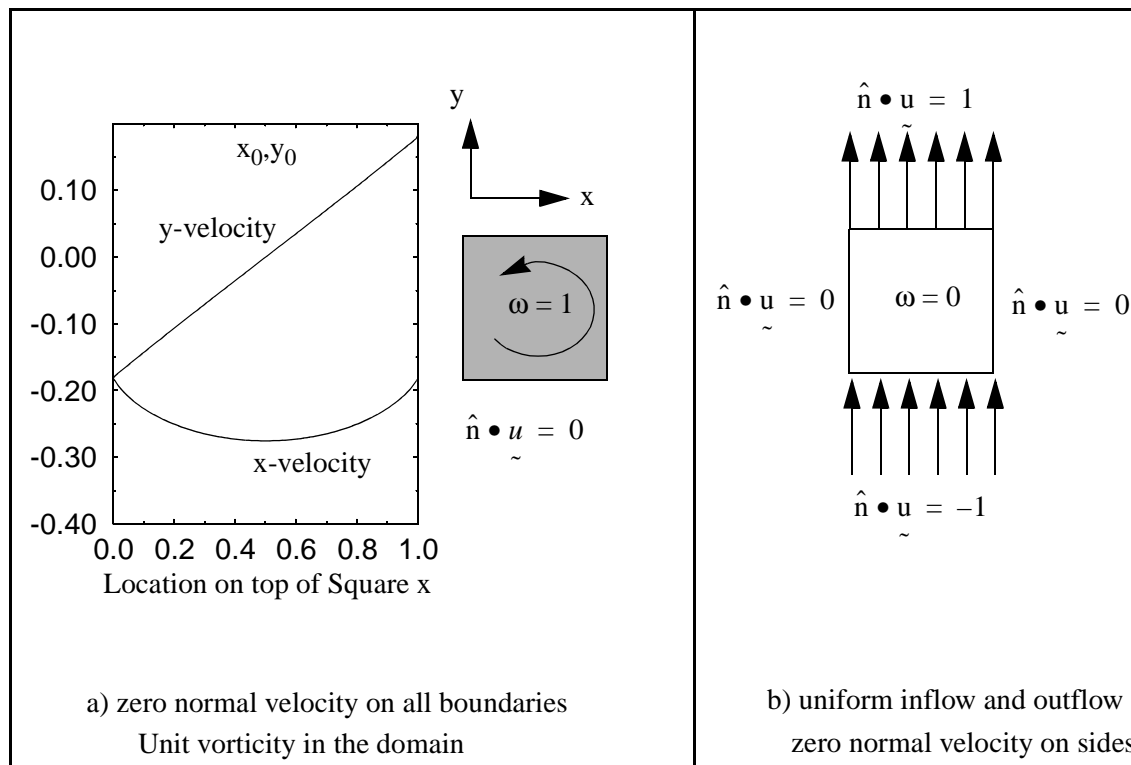 y
x
x0,y0
0.10
y-velocity
0.00
-0.10
-0.20
x-velocity
-0.30
-0.40
0.0 0.2 0.4 0.6 0.8 1.0
Location on top of Square x
ω = 1
n̂ • ṵ = 0
a) zero normal velocity on all boundaries
Unit vorticity in the domain
n̂ • ṵ = 1
n̂ • ṵ = 0
ω = 0
n̂ • ṵ = 0
n̂ • ṵ = –1
b) uniform inflow and outflow
zero normal velocity on sides